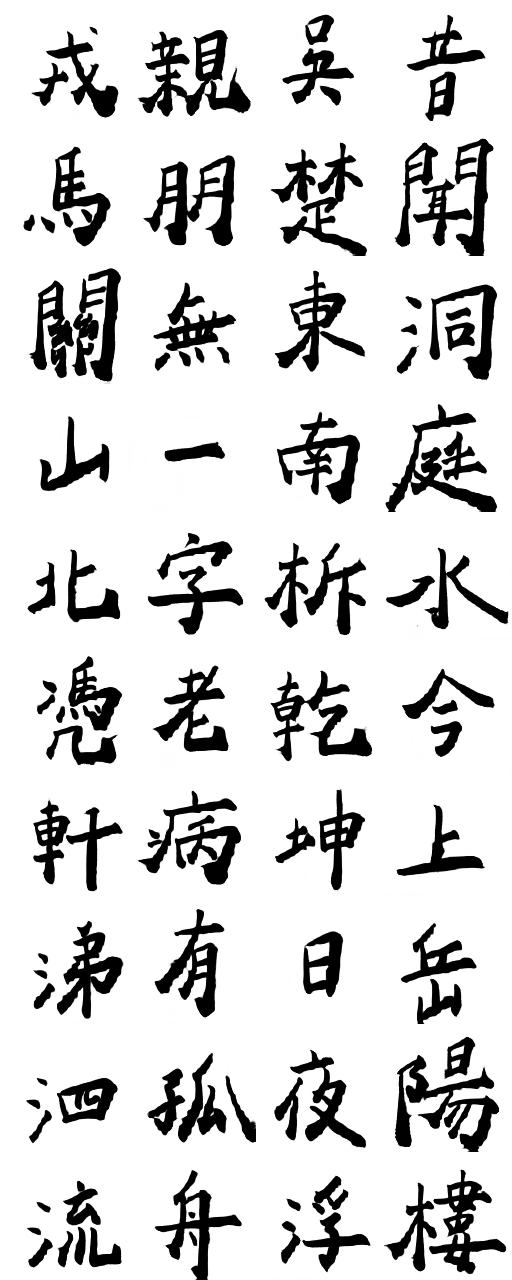 昔聞洞庭水今上岳陽樓
吳楚東南柝乾坤日夜浮
親朋無一字老病有孤舟
戎馬關山北凴軒涕泗流